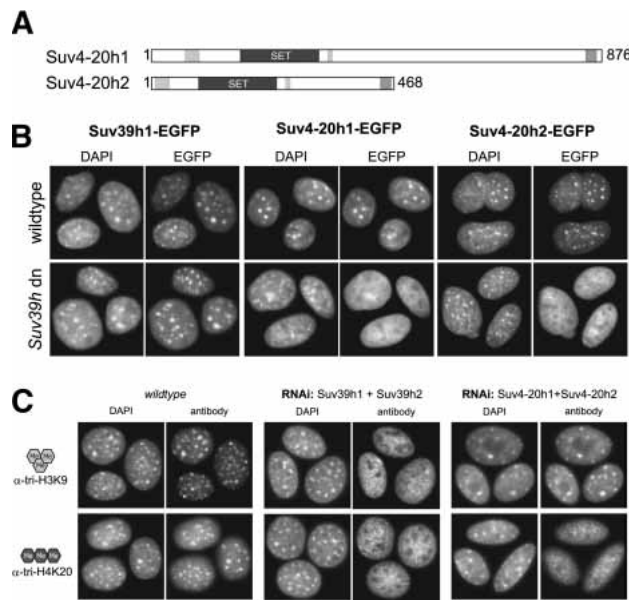 A
Suv4-20h1 1 SET 876
Suv4-20h2 1 SET 468
B
Suv39h1-EGFP Suv4-20h1-EGFP Suv4-20h2-EGFP
DAPI EGFP DAPI EGFP DAPI EGFP
wildtype
Suv39h dn
C
wildtype RNAi: Suv39h1 + Suv39h2 RNAi: Suv4-20h1+Suv4-20h2
DAPI antibody DAPI antibody DAPI antibody
α-tri-H3K9
α-tri-H4K20